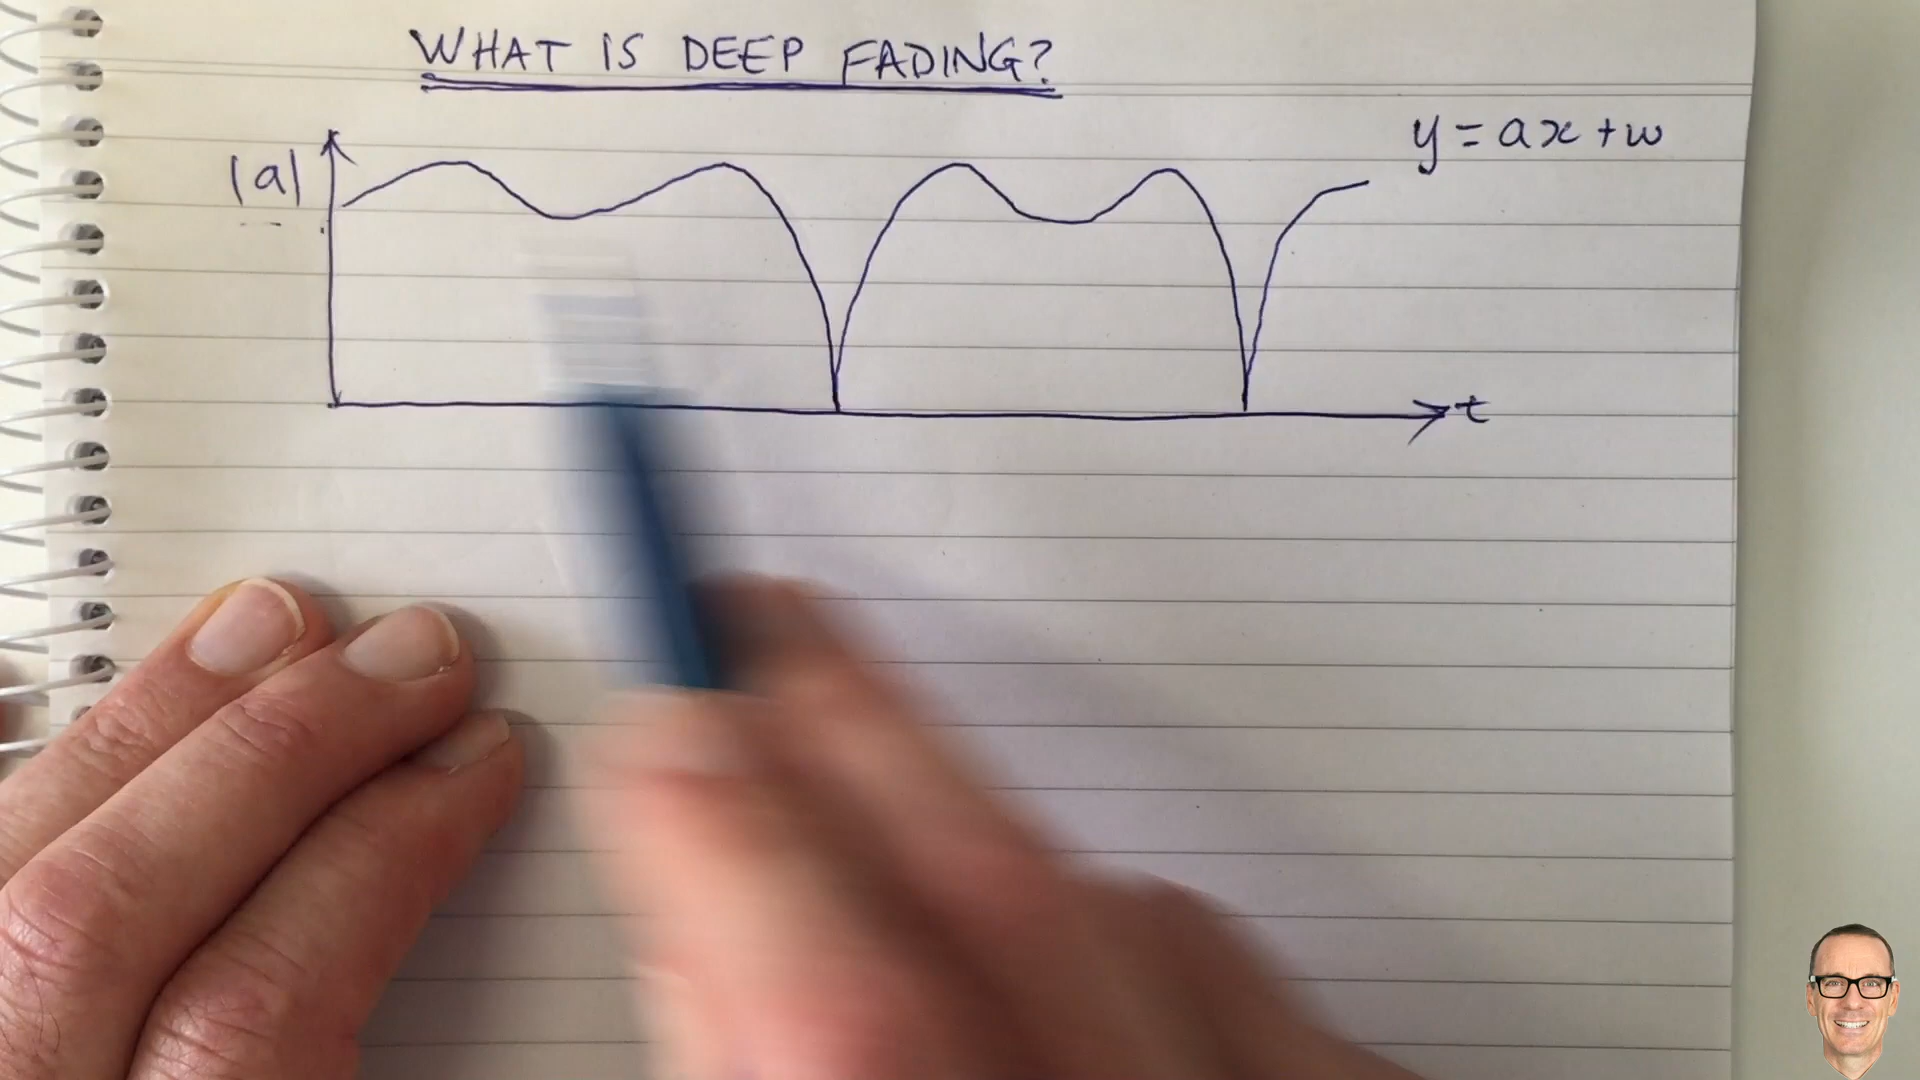 WHAT IS DEEP FADING?
y = ax + w
|a|
t